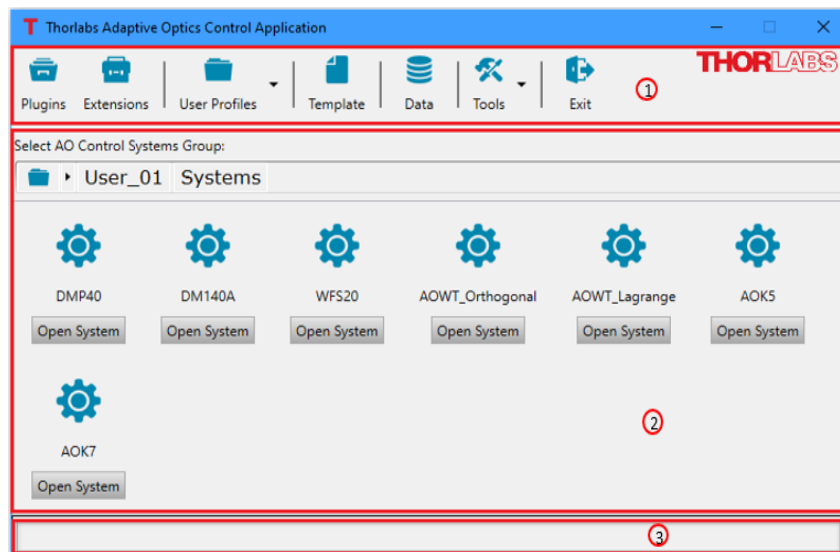 Thorlabs Adaptive Optics Control Application
THORLABS
Plugins Extensions User Profiles Template Data Tools Exit
1
Select AO Control Systems Group:
User_01 Systems
DMP40 DM140A WFS20 AOWT_Orthogonal AOWT_Lagrange AOK5
Open System Open System Open System Open System Open System Open System
2
AOK7
Open System
3